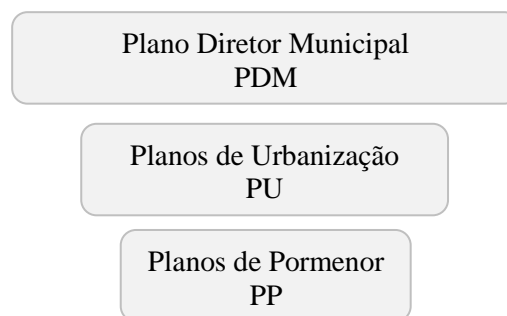 Plano Diretor Municipal
PDM
Planos de Urbanização
PU
Planos de Pormenor
PP